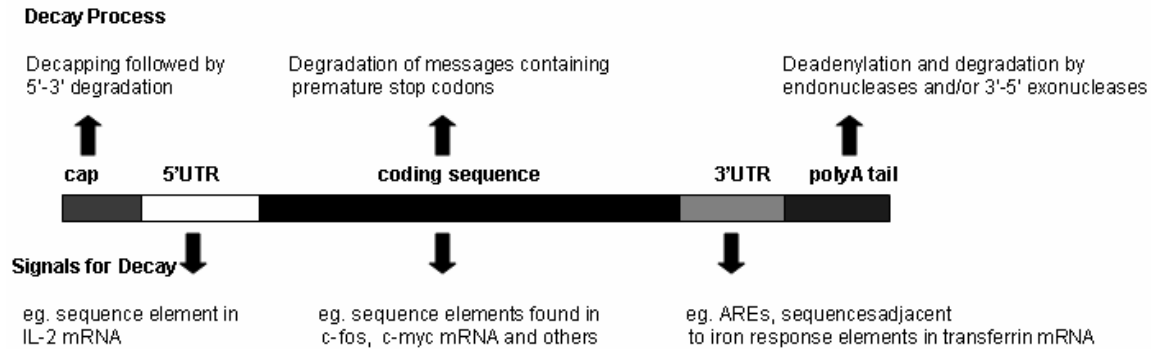 Decay Process
Decapping followed by
5'-3' degradation
Degradation of messages containing
premature stop codons
Deadenylation and degradation by
endonucleases and/or 3'-5' exonucleases
cap 5'UTR coding sequence 3'UTR polyA tail
Signals for Decay
eg. sequence element in
IL-2 mRNA
eg. sequence elements found in
c-fos, c-myc mRNA and others
eg. AREs, sequencesadjacent
to iron response elements in transferrin mRNA